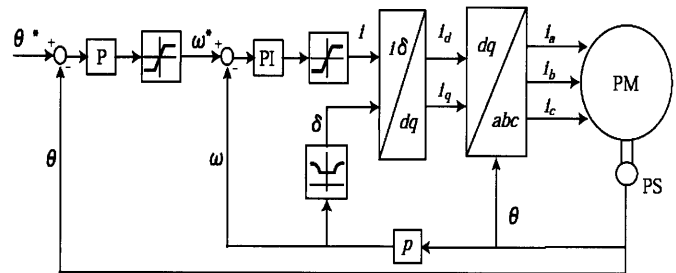 θ* + - P ω* + - PI i iδ dq i_d i_q dq abc i_a i_b i_c PM
θ ω δ θ PS
p